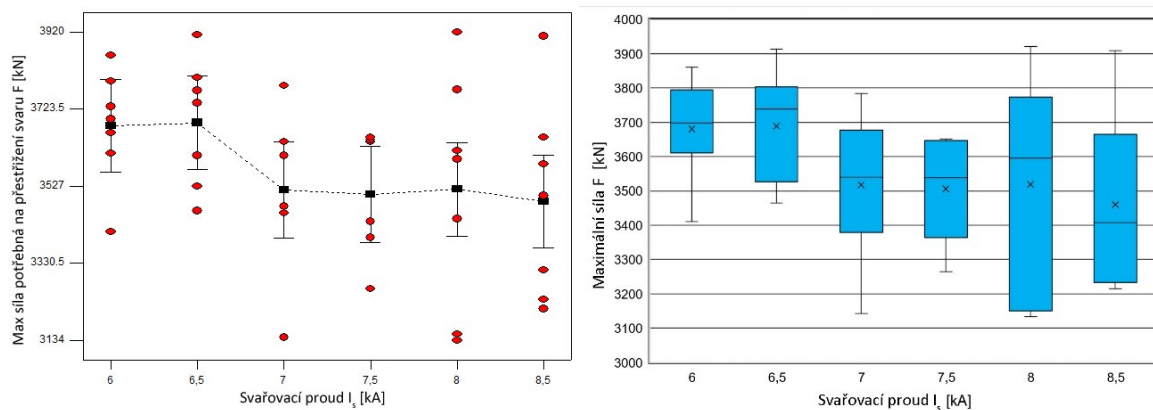 Max síla potřebná na přestřižení svaru F [kN]
3920
3723.5
3527
3330.5
3134
6 6,5 7 7,5 8 8,5
Svařovací proud Is [kA]
Maximální síla F [kN]
4000
3900
3800
3700
3600
3500
3400
3300
3200
3100
3000
6 6,5 7 7,5 8 8,5
Svařovací proud Is [kA]